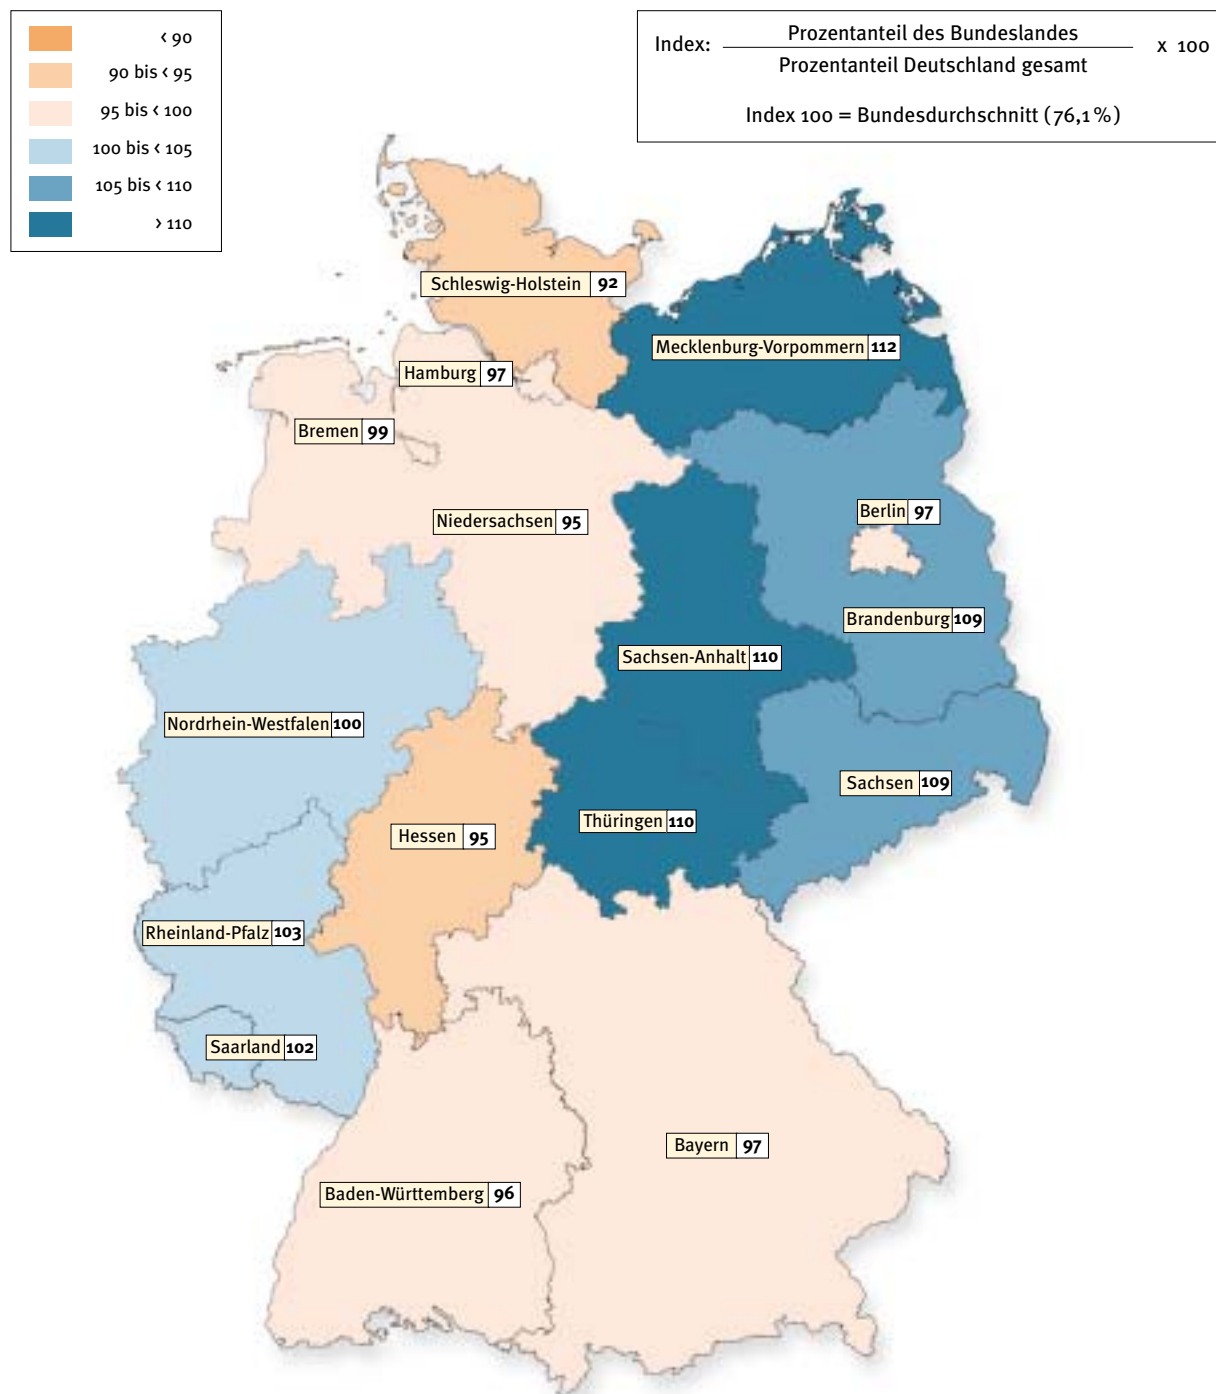 < 90
90 bis < 95
95 bis < 100
100 bis < 105
105 bis < 110
> 110
Index: Prozentanteil des Bundeslandes x 100
Prozentanteil Deutschland gesamt
Index 100 = Bundesdurchschnitt (76,1%)
Schleswig-Holstein 92
Mecklenburg-Vorpommern 112
Hamburg 97
Bremen 99
Berlin 97
Niedersachsen 95
Brandenburg 109
Sachsen-Anhalt 110
Nordrhein-Westfalen 100
Sachsen 109
Thüringen 110
Hessen 95
Rheinland-Pfalz 103
Saarland 102
Bayern 97
Baden-Württemberg 96